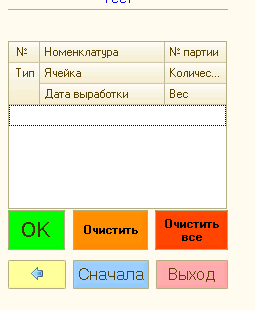 Тест
№ Номенклатура № партии
Тип Ячейка Количес...
Дата выработки Вес
OK Очистить Очистить все
Сначала Выход